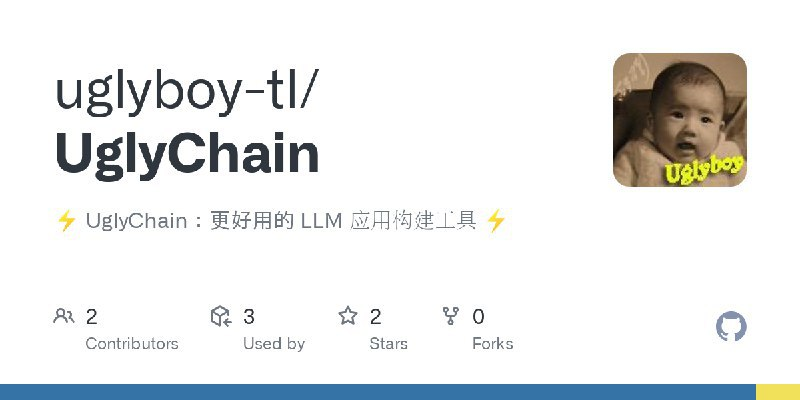 uglyboy-tl/
UglyChain
Uglyboy
⚡ UglyChain：更好用的 LLM 应用构建工具 ⚡
2
Contributors
3
Used by
2
Stars
0
Forks